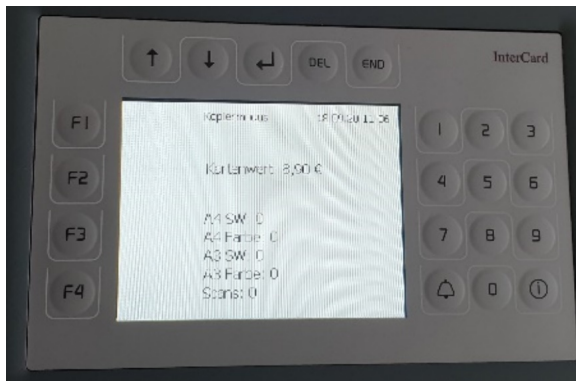 ↑ ↓ ↵ DEL END
InterCard
F1
F2
F3
F4
Kopiermodus
Kartenwert: 8,90 €
A4 SW: 0
A4 Farbe: 0
A3 SW: 0
A3 Farbe: 0
Scans: 0
1 2 3
4 5 6
7 8 9
0